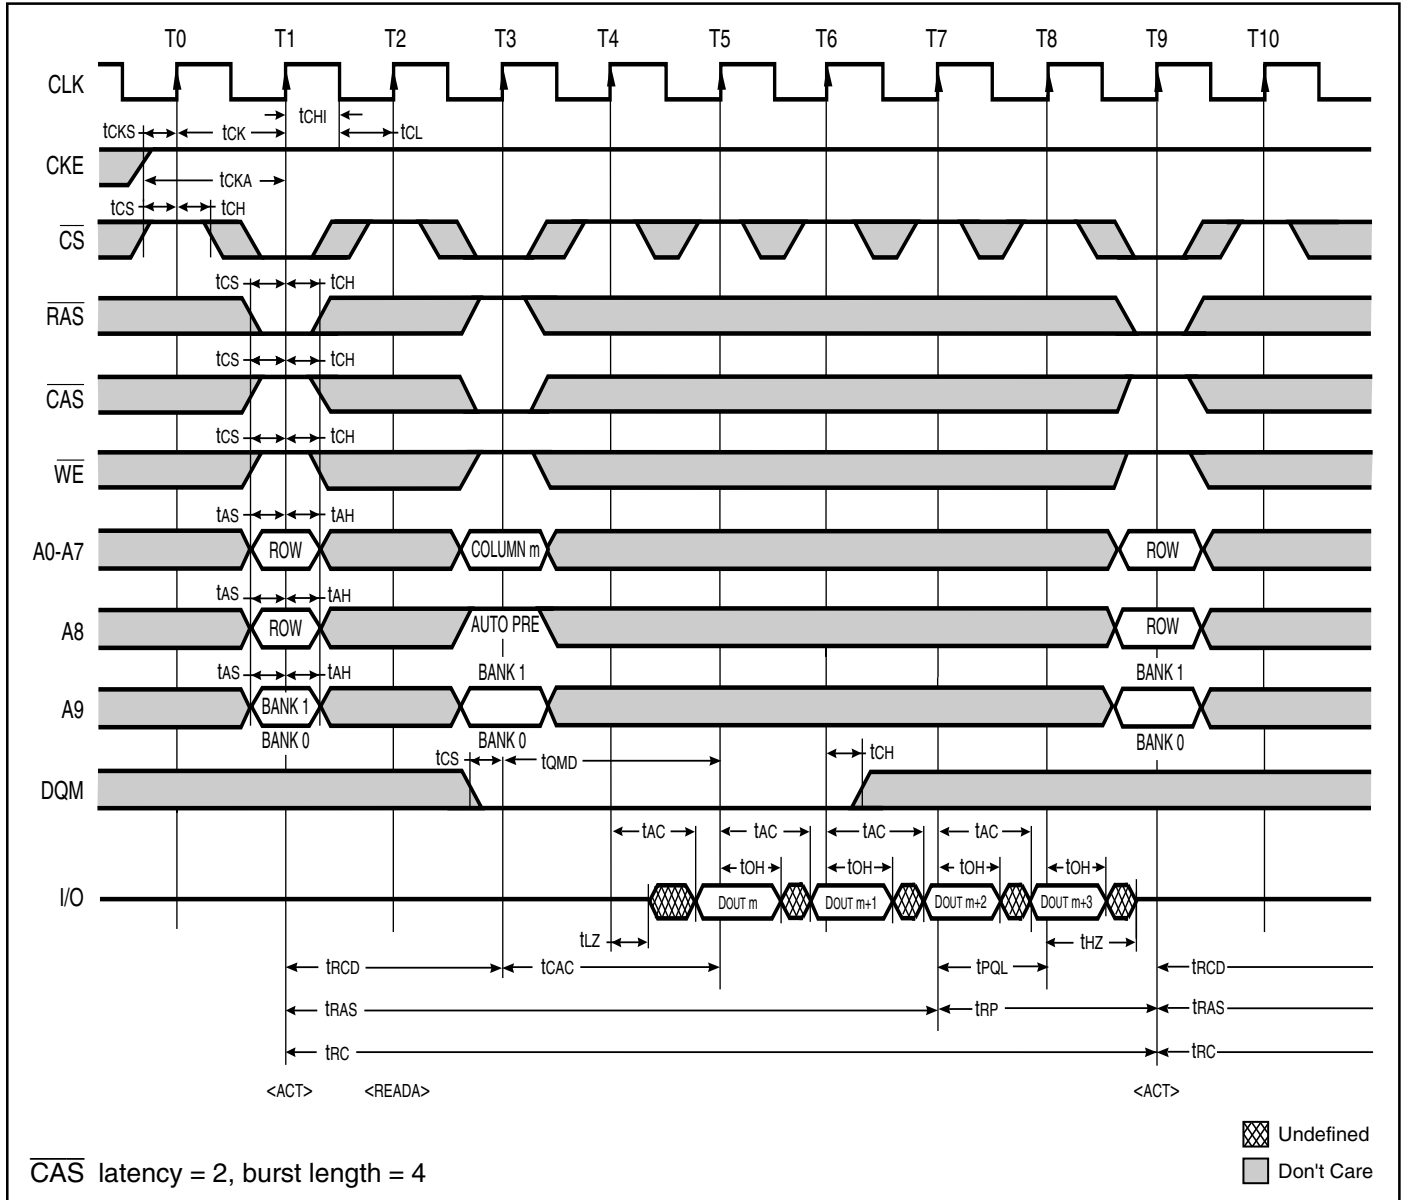 T0 T1 T2 T3 T4 T5 T6 T7 T8 T9 T10
CLK
tCHI
tCKS tCK tCL
CKE
tCKA
tCS tCH
CS
tCS tCH
RAS
tCS tCH
CAS
tCS tCH
WE
tAS tAH
A0-A7 ROW COLUMN m ROW
tAS tAH
A8 ROW AUTO PRE ROW
tAS tAH BANK 1 BANK 1
A9 BANK 1
BANK 0 BANK 0 BANK 0
tCS tQMD tCH
DQM
tAC tAC tAC tAC
tOH tOH tOH tOH
I/O DOUT m DOUT m+1 DOUT m+2 DOUT m+3
tLZ tHZ
tRCD tCAC tPQL tRCD
tRAS tRP tRAS
tRC tRC
<ACT> <READA> <ACT>
Undefined
CAS latency = 2, burst length = 4
Don't Care